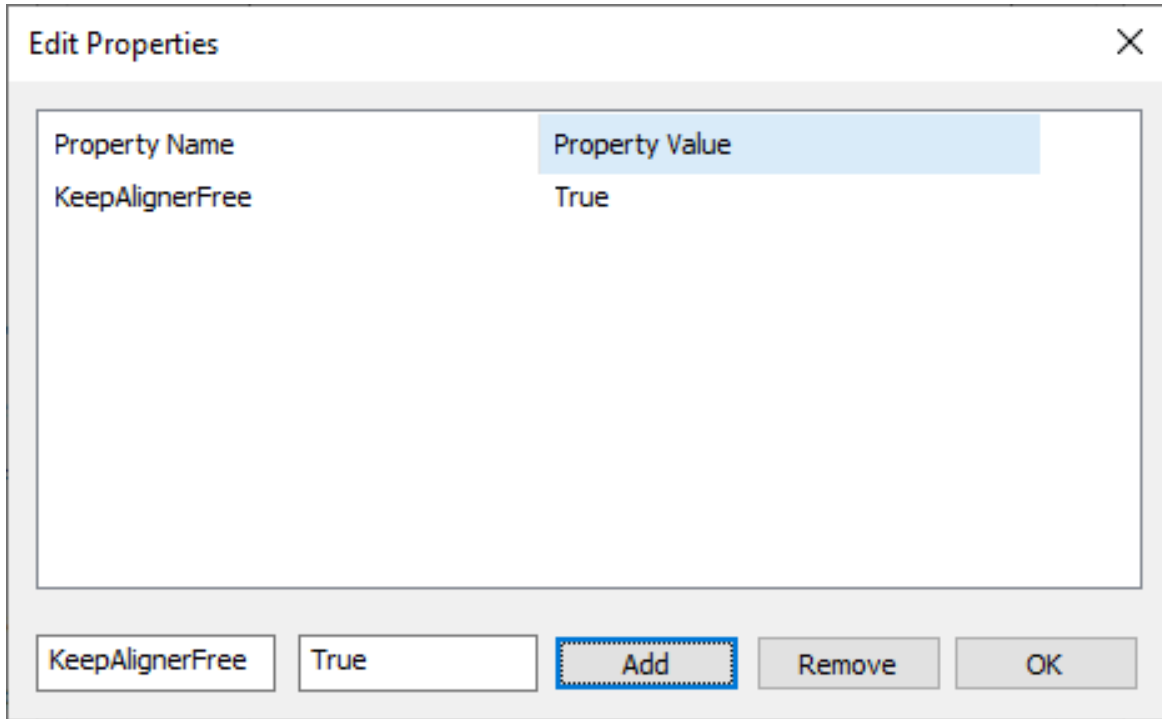 Edit Properties
Property Name Property Value
KeepAlignerFree True
KeepAlignerFree True Add Remove OK